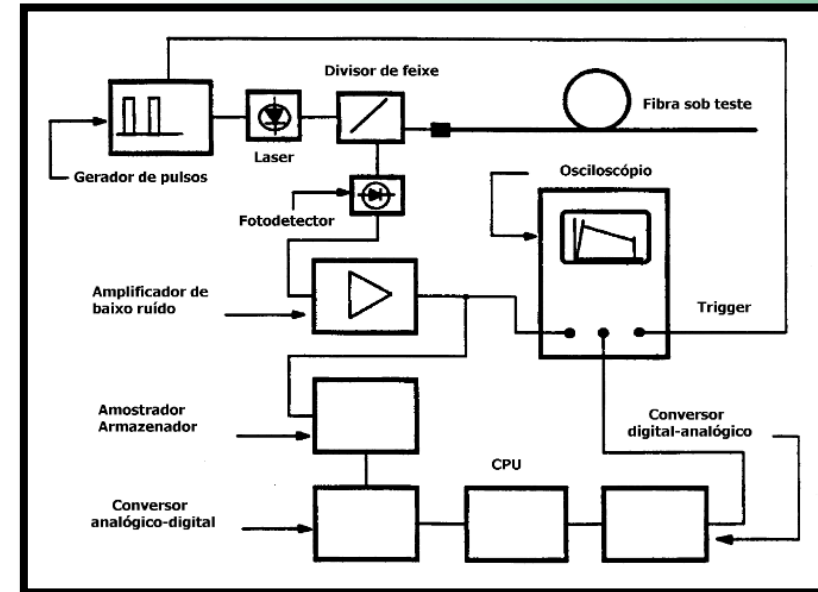 Divisor de feixe
Fibra sob teste
Laser
Gerador de pulsos
Osciloscópio
Fotodetector
Amplificador de
baixo ruído
Trigger
Amostrador
Armazenador
Conversor
digital-analógico
CPU
Conversor
analógico-digital